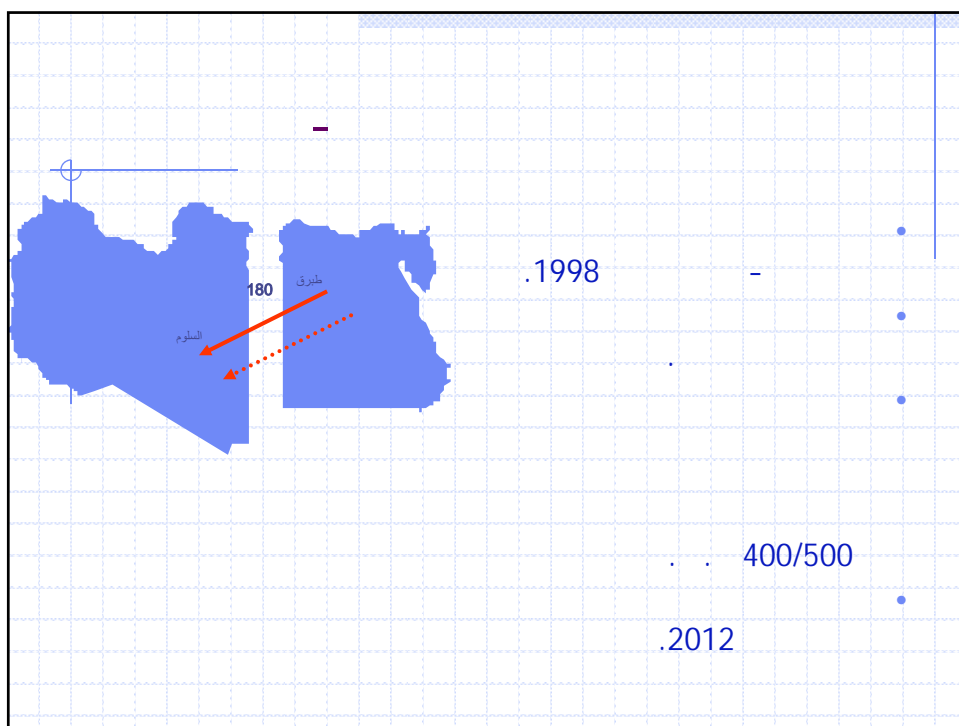 –
.1998 –
طبرق
180
السلوم
.
. . 400/500
.2012